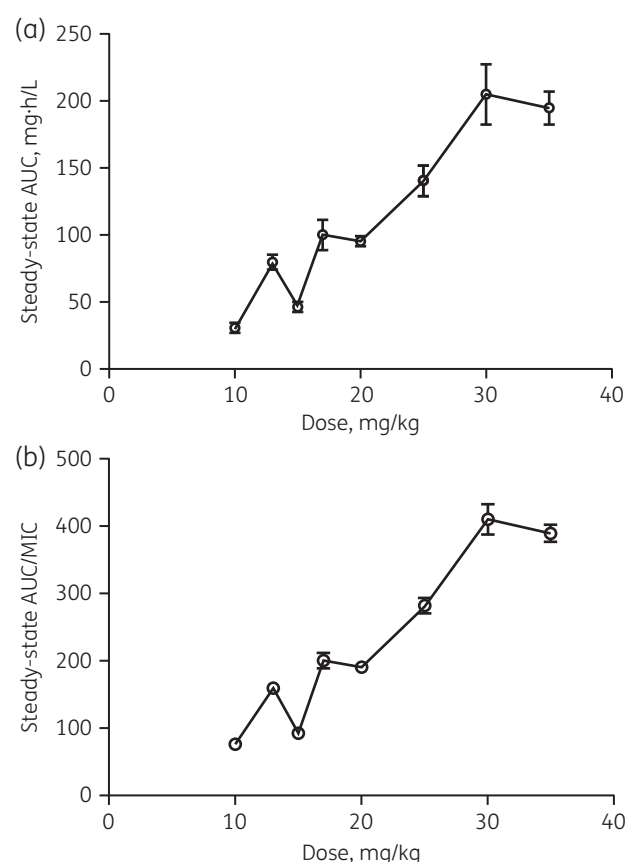 (a)
250
200
150
100
50
0
Steady-state AUC, mg·h/L
0 10 20 30 40
Dose, mg/kg
(b)
500
400
300
200
100
0
Steady-state AUC/MIC
0 10 20 30 40
Dose, mg/kg